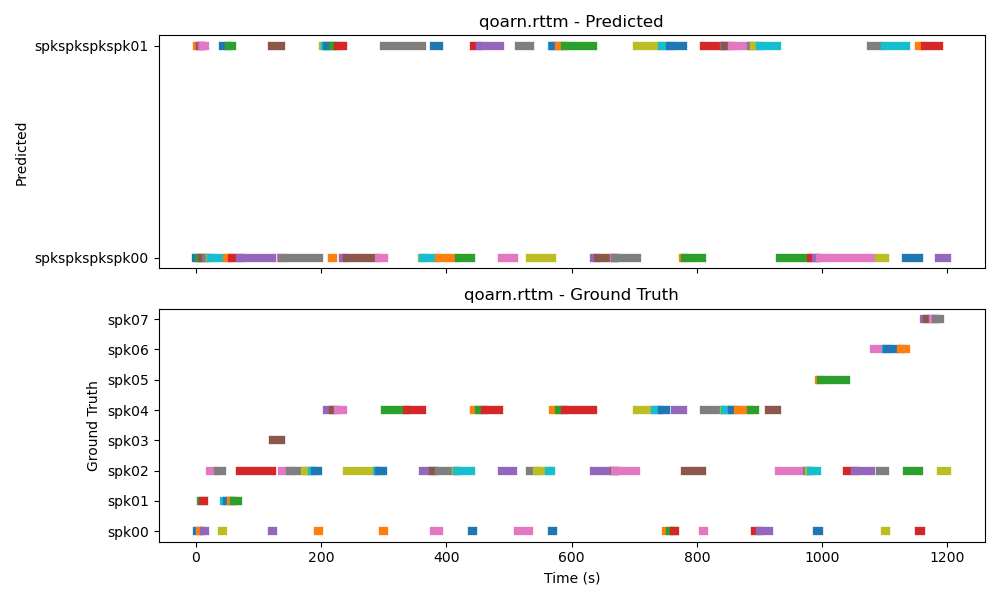 qoarn.rttm - Predicted
spkspkspkspk01
Predicted
spkspkspkspk00
qoarn.rttm - Ground Truth
spk07
spk06
spk05
spk04
Ground Truth
spk03
spk02
spk01
spk00
0 200 400 600 800 1000 1200
Time (s)